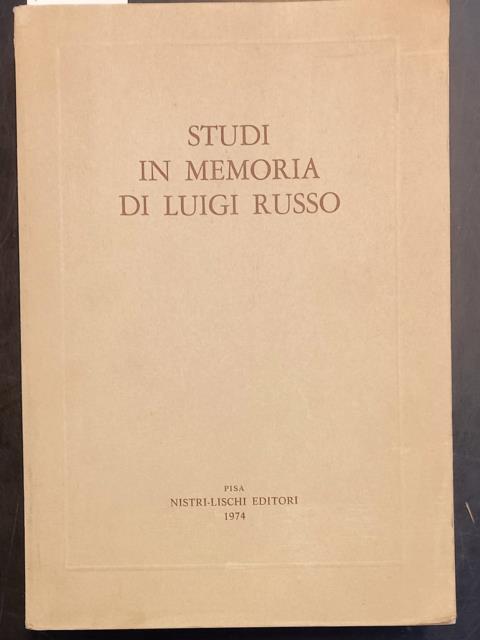 STUDI
IN MEMORIA
DI LUIGI RUSSO
PISA
NISTRI-LISCHI EDITORI
1974